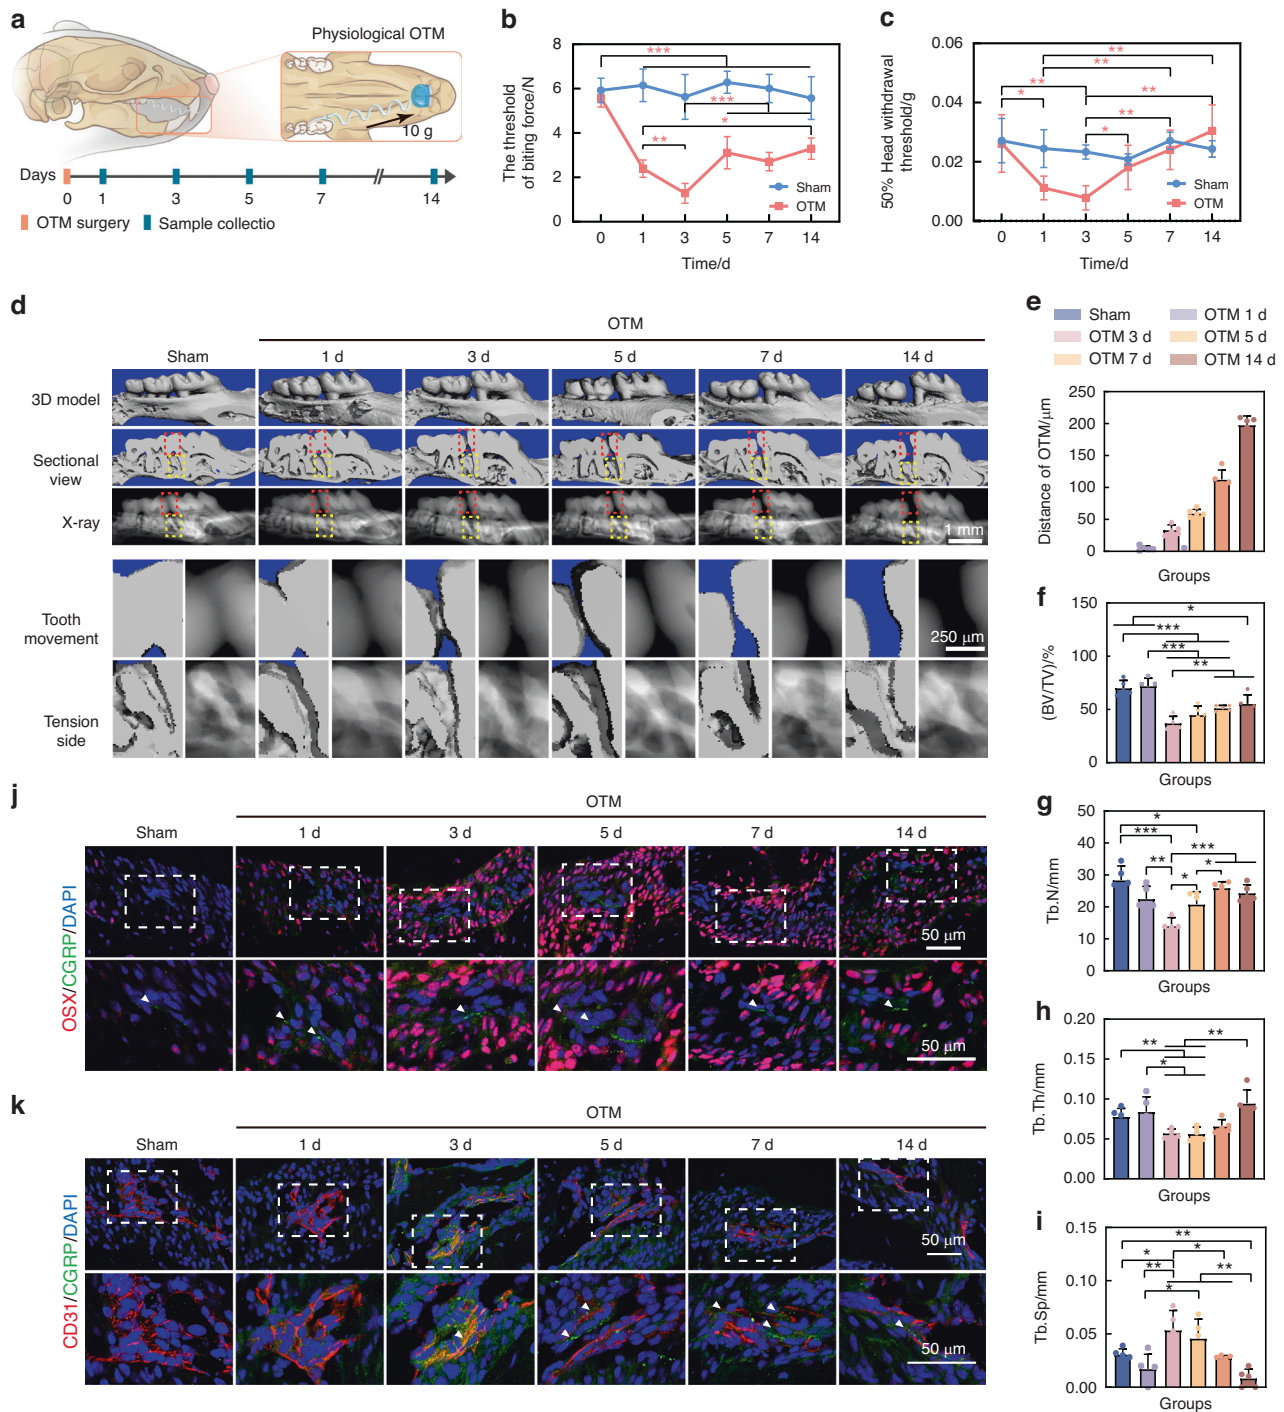 a
Physiological OTM
10 g
Days
0 1 3 5 7 14
OTM surgery Sample collectio
b
The threshold
of biting force/N
8
6
4
2
0
***
***
*
**
Sham
OTM
0 1 3 5 7 14
Time/d
c
50% Head withdrawal
threshold/g
0.06
0.04
0.02
0.00
**
**
**
*
**
**
*
Sham
OTM
0 1 3 5 7 14
Time/d
d
OTM
Sham 1 d 3 d 5 d 7 d 14 d
3D model
Sectional
view
X-ray
1 mm
Tooth
movement
250 μm
Tension
side
e
Sham OTM 1 d
OTM 3 d OTM 5 d
OTM 7 d OTM 14 d
Distance of OTM/μm
250
200
150
100
50
0
Groups
f
(BV/TV)/%
150
100
50
0
*
***
***
**
Groups
g
Tb.N/mm
50
40
30
20
10
0
*
***
***
**
*
*
Groups
h
Tb.Th/mm
0.20
0.15
0.10
0.05
0.00
**
**
*
Groups
i
Tb.Sp/mm
0.15
0.10
0.05
0.00
**
*
*
**
**
*
Groups
j
OTM
Sham 1 d 3 d 5 d 7 d 14 d
OSX/CGRP/DAPI
50 μm
50 μm
k
OTM
Sham 1 d 3 d 5 d 7 d 14 d
CD31/CGRP/DAPI
50 μm
50 μm